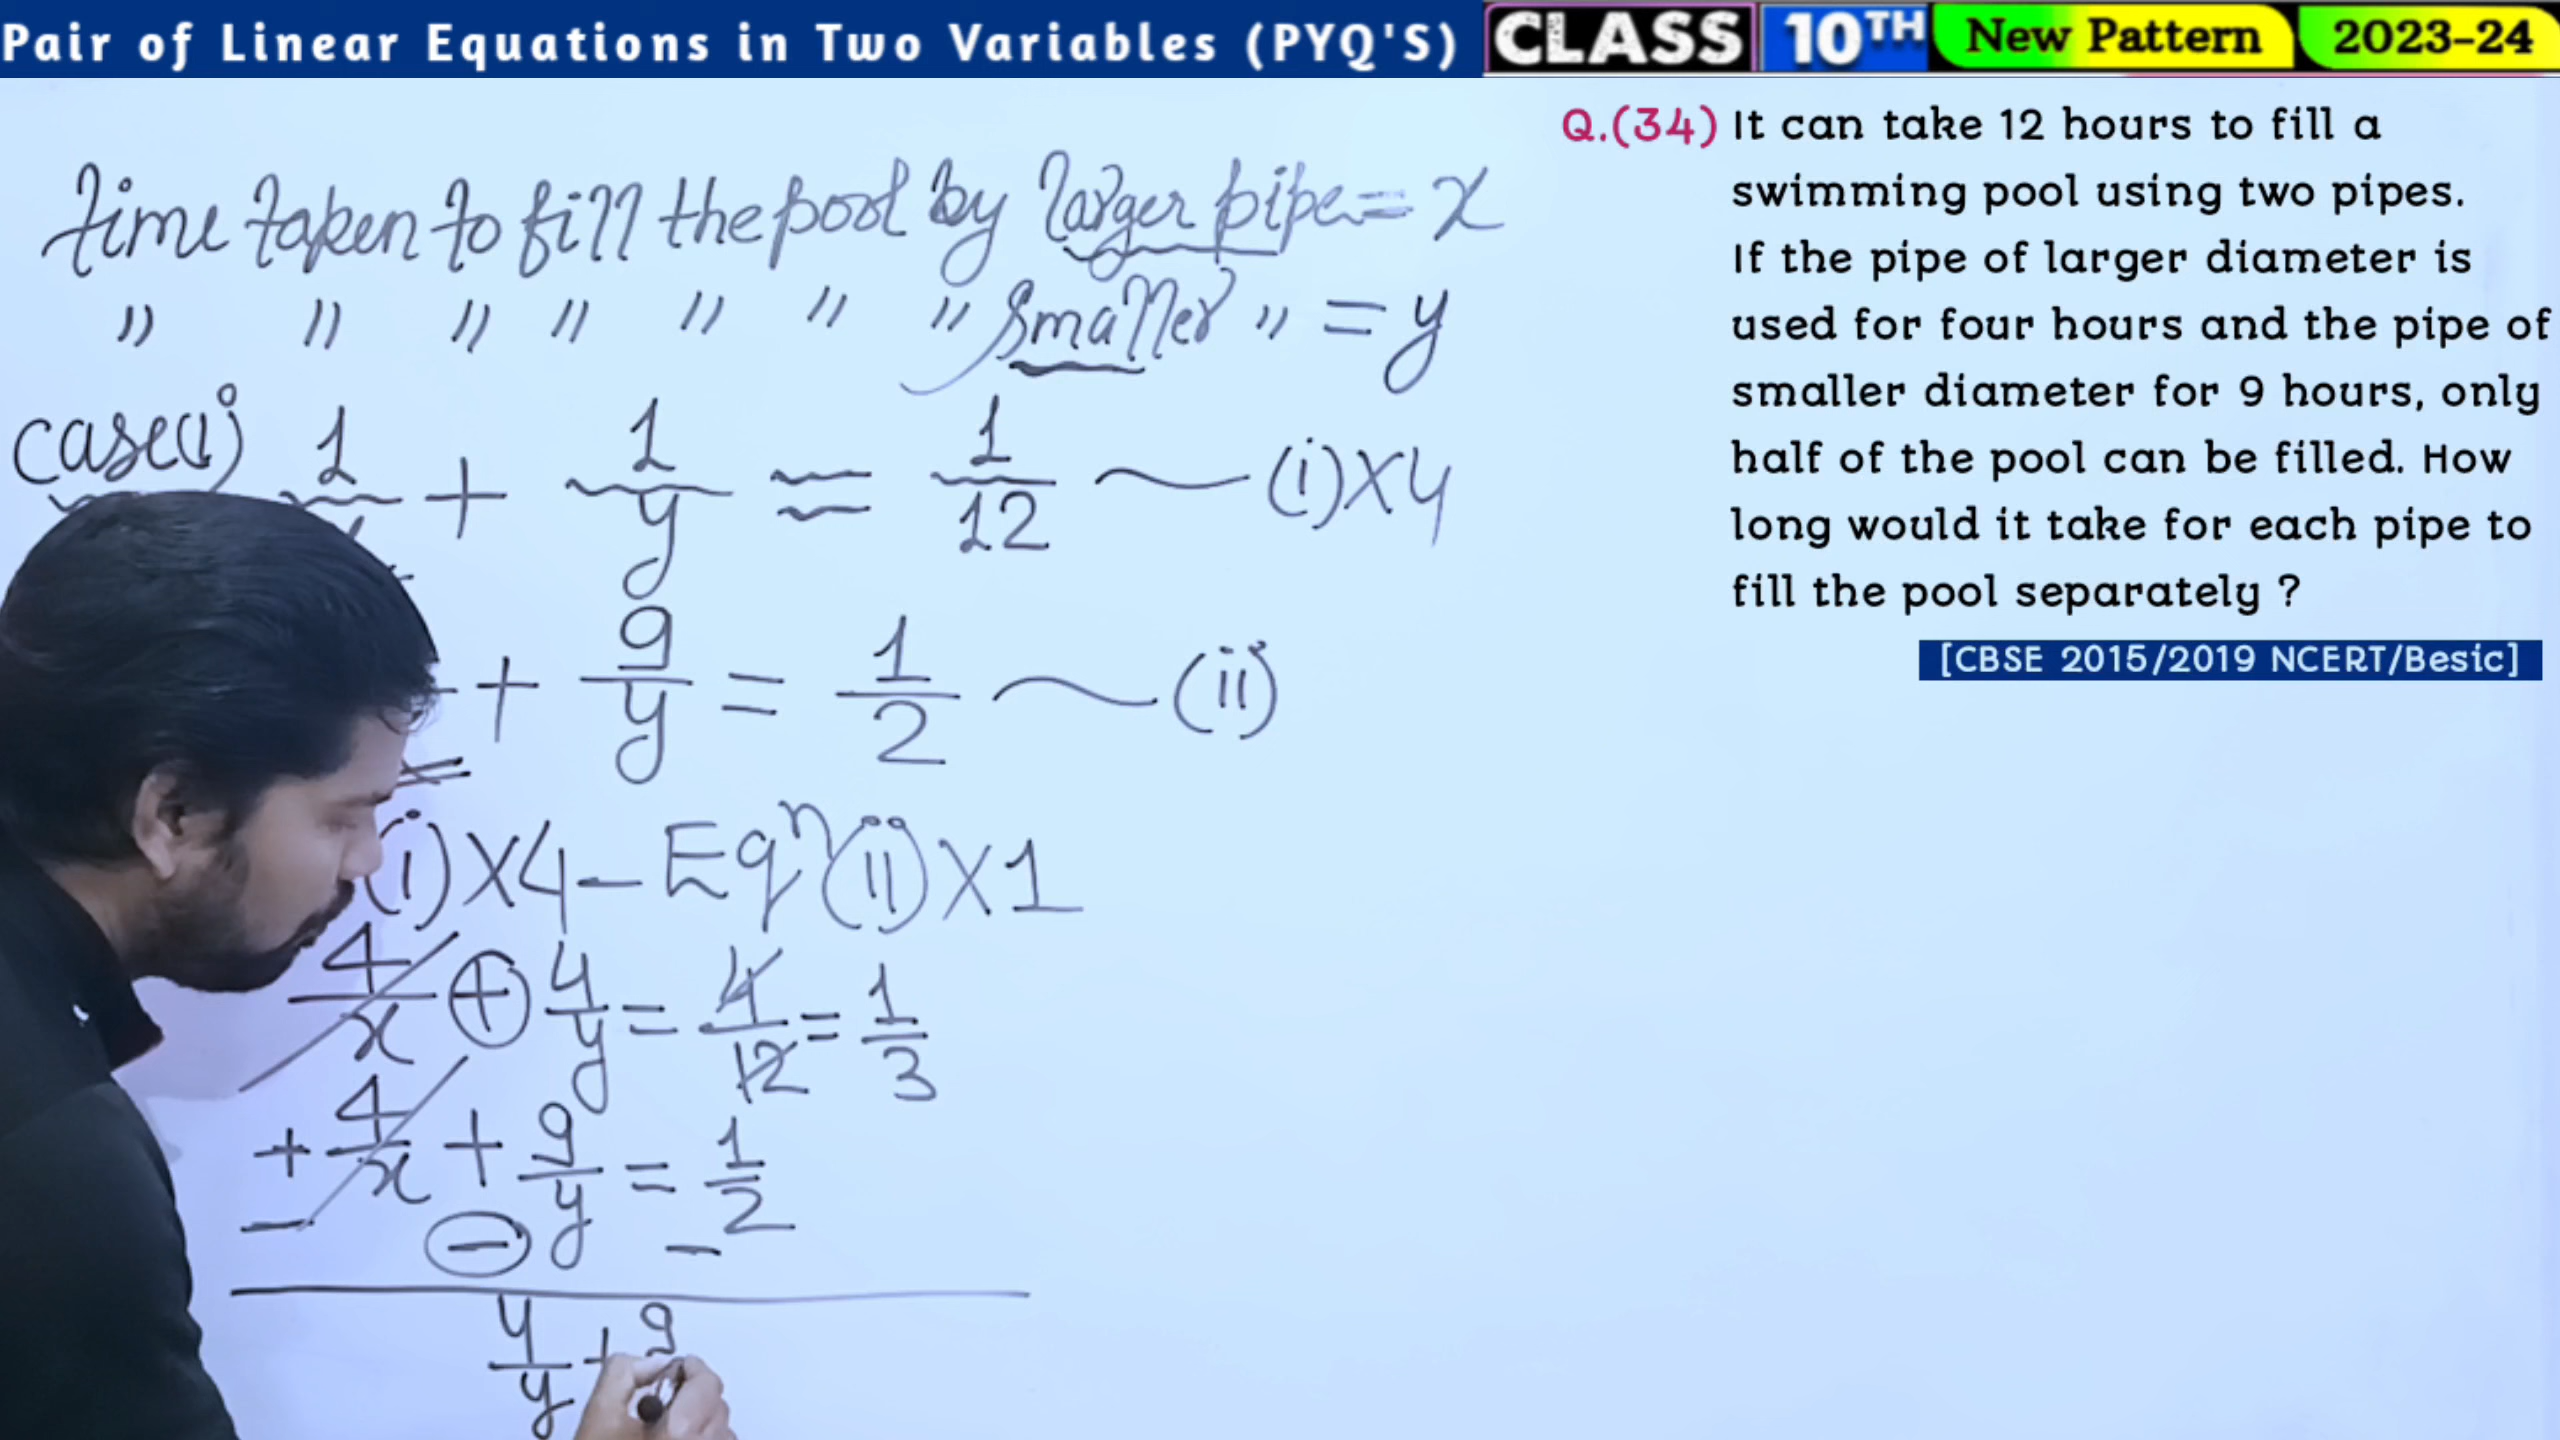 Pair of Linear Equations in Two Variables (PYQ'S) CLASS 10TH New Pattern 2023-24
Q.(34) It can take 12 hours to fill a
swimming pool using two pipes.
If the pipe of larger diameter is
used for four hours and the pipe of
smaller diameter for 9 hours, only
half of the pool can be filled. How
long would it take for each pipe to
fill the pool separately ?
[CBSE 2015/2019 NCERT/Besic]
time taken to fill the pool by larger pipe = x
" " " " " " " smaller " = y
case(i) 1/ + 1/y = 1/12 ~ (i)X4
+ 9/y = 1/2 ~ (ii)
(i)X4 - Eqⁿ(ii)X1
4/x + 4/y = 4/12 = 1/3
+ 4/x + 9/y = 1/2
- - -
4/y + 9